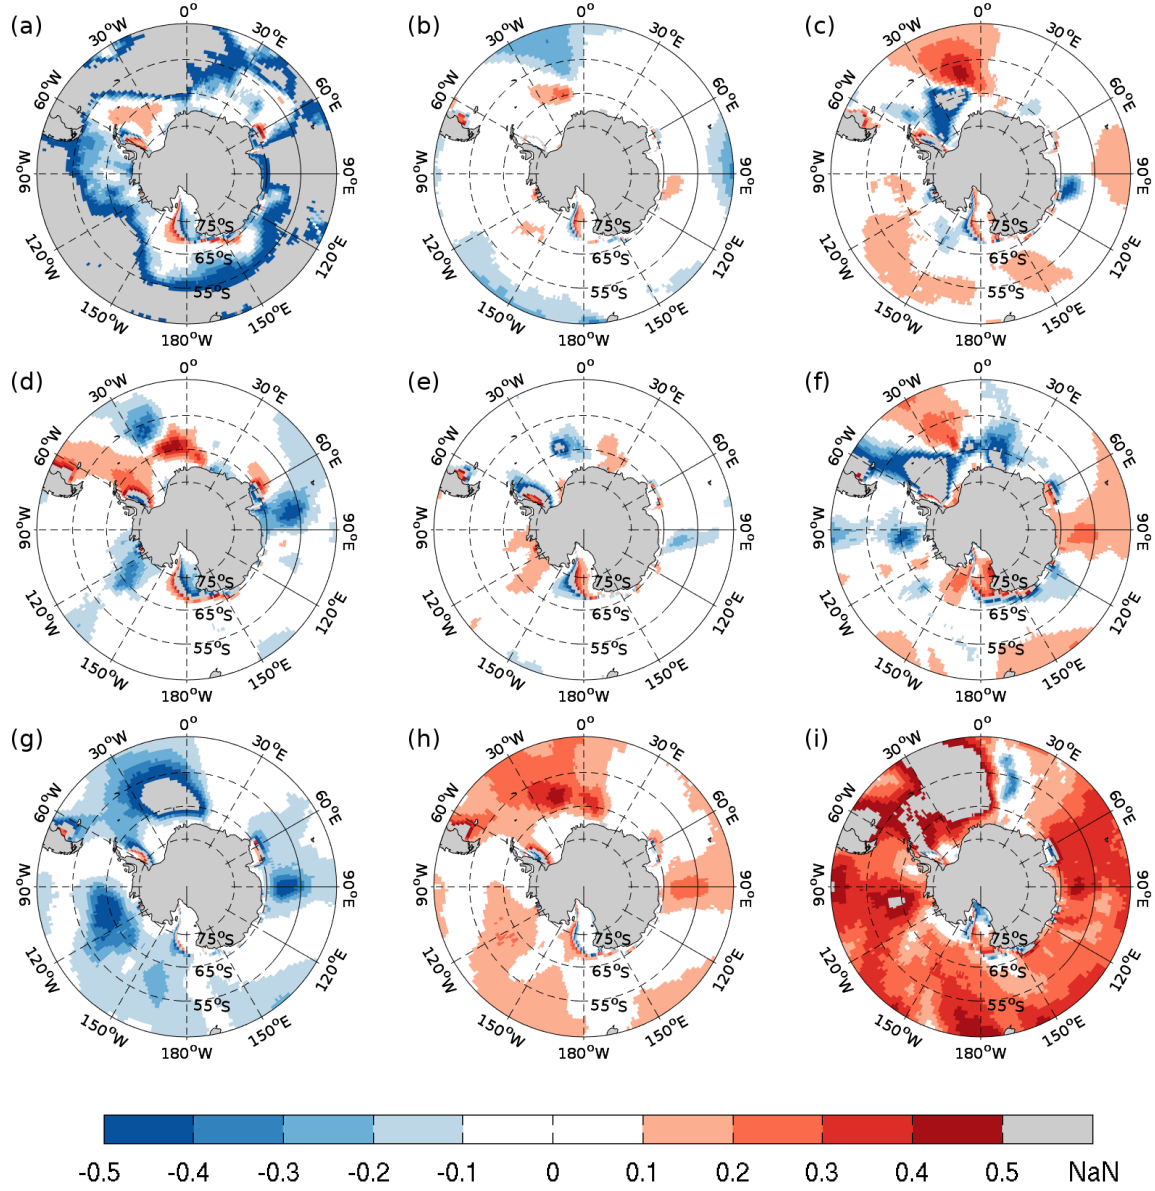 (a) 0° (b) 0° (c) 0°
30°W 30°E 30°W 30°E 30°W 30°E
60°W 60°E 60°W 60°E 60°W 60°E
90°W 90°E 90°W 90°E 90°W 90°E
75°S 75°S 75°S
65°S 65°S 65°S
120°W 120°E 120°W 120°E 120°W 120°E
55°S 55°S 55°S
150°W 150°E 150°W 150°E 150°W 150°E
180°W 180°W 180°W
(d) 0° (e) 0° (f) 0°
30°W 30°E 30°W 30°E 30°W 30°E
60°W 60°E 60°W 60°E 60°W 60°E
90°W 90°E 90°W 90°E 90°W 90°E
75°S 75°S 75°S
65°S 65°S 65°S
120°W 120°E 120°W 120°E 120°W 120°E
55°S 55°S 55°S
150°W 150°E 150°W 150°E 150°W 150°E
180°W 180°W 180°W
(g) 0° (h) 0° (i) 0°
30°W 30°E 30°W 30°E 30°W 30°E
60°W 60°E 60°W 60°E 60°W 60°E
90°W 90°E 90°W 90°E 90°W 90°E
75°S 75°S 75°S
65°S 65°S 65°S
120°W 120°E 120°W 120°E 120°W 120°E
55°S 55°S 55°S
150°W 150°E 150°W 150°E 150°W 150°E
180°W 180°W 180°W
-0.5 -0.4 -0.3 -0.2 -0.1 0 0.1 0.2 0.3 0.4 0.5 NaN